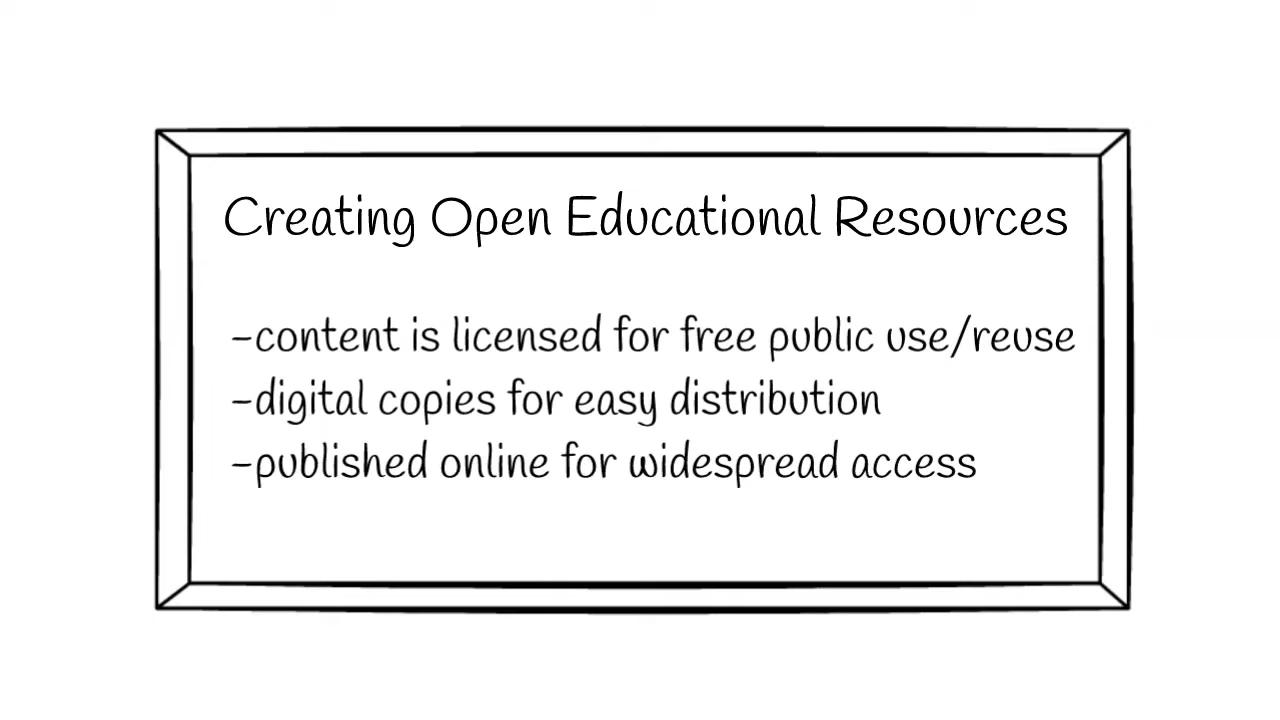 Creating Open Educational Resources
-content is licensed for free public use/reuse
-digital copies for easy distribution
-published online for widespread access